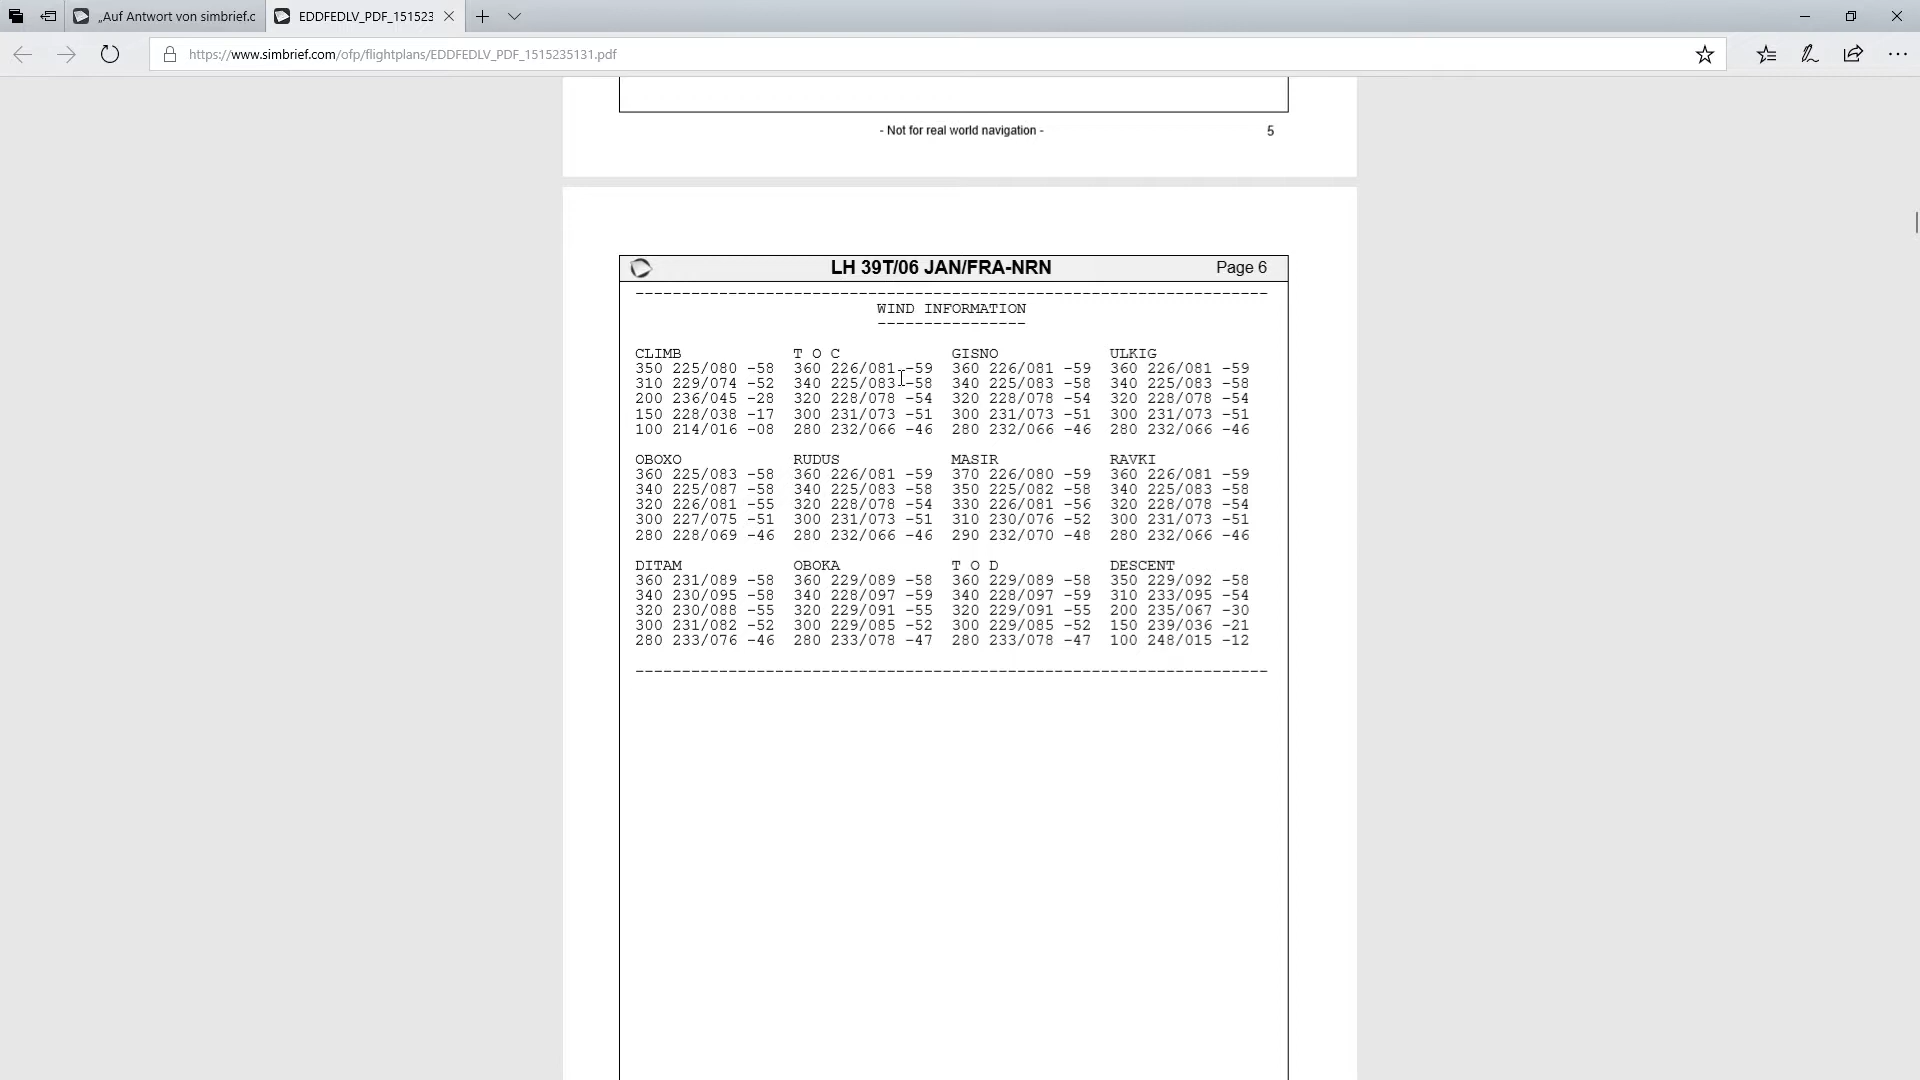 „Auf Antwort von simbrief.c
EDDFEDLV_PDF_151523
https://www.simbrief.com/ofp/flightplans/EDDFEDLV_PDF_1515235131.pdf
- Not for real world navigation - 5
LH 39T/06 JAN/FRA-NRN Page 6
--------------------------------------------------------------------
WIND INFORMATION
----------------
CLIMB T O C GISNO ULKIG
350 225/080 -58 360 226/081 -59 360 226/081 -59 360 226/081 -59
310 229/074 -52 340 225/083 -58 340 225/083 -58 340 225/083 -58
200 236/045 -28 320 228/078 -54 320 228/078 -54 320 228/078 -54
150 228/038 -17 300 231/073 -51 300 231/073 -51 300 231/073 -51
100 214/016 -08 280 232/066 -46 280 232/066 -46 280 232/066 -46
OBOXO RUDUS MASIR RAVKI
360 225/083 -58 360 226/081 -59 370 226/080 -59 360 226/081 -59
340 225/087 -58 340 225/083 -58 350 225/082 -58 340 225/083 -58
320 226/081 -55 320 228/078 -54 330 226/081 -56 320 228/078 -54
300 227/075 -51 300 231/073 -51 310 230/076 -52 300 231/073 -51
280 228/069 -46 280 232/066 -46 290 232/070 -48 280 232/066 -46
DITAM OBOKA T O D DESCENT
360 231/089 -58 360 229/089 -58 360 229/089 -58 350 229/092 -58
340 230/095 -58 340 228/097 -59 340 228/097 -59 310 233/095 -54
320 230/088 -55 320 229/091 -55 320 229/091 -55 200 235/067 -30
300 231/082 -52 300 229/085 -52 300 229/085 -52 150 239/036 -21
280 233/076 -46 280 233/078 -47 280 233/078 -47 100 248/015 -12
--------------------------------------------------------------------